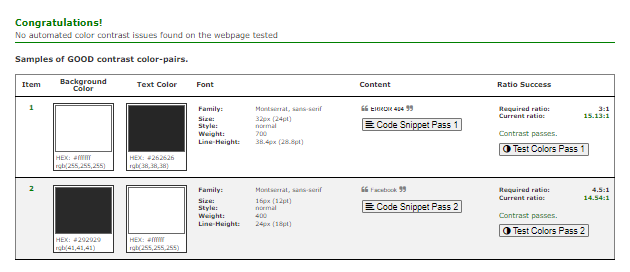 Congratulations!
No automated color contrast issues found on the webpage tested
Samples of GOOD contrast color-pairs.
Item Background Color Text Color Font Content Ratio Success
1
HEX: #ffffff
rgb(255,255,255)
HEX: #262626
rgb(38,38,38)
Family: Montserrat, sans-serif
Size: 32px (24pt)
Style: normal
Weight: 700
Line-Height: 38.4px (28.8pt)
❝ ERROR 404 ❞
Code Snippet Pass 1
Required ratio: 3:1
Current ratio: 15.13:1
Contrast passes.
Test Colors Pass 1
2
HEX: #292929
rgb(41,41,41)
HEX: #ffffff
rgb(255,255,255)
Family: Montserrat, sans-serif
Size: 16px (12pt)
Style: normal
Weight: 400
Line-Height: 24px (18pt)
❝ Facebook ❞
Code Snippet Pass 2
Required ratio: 4.5:1
Current ratio: 14.54:1
Contrast passes.
Test Colors Pass 2